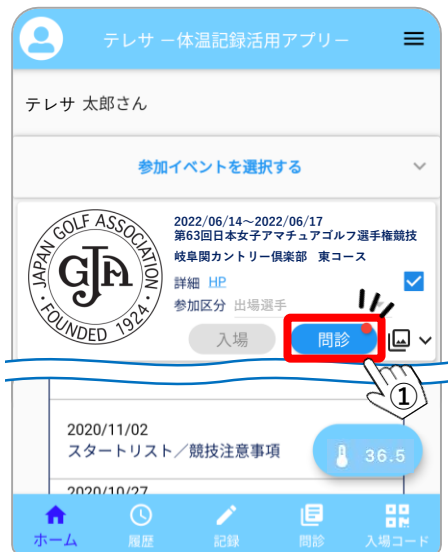 テレサ ー体温記録活用アプリー
テレサ 太郎さん
参加イベントを選択する
JAPAN GOLF ASSOCIATION
JGA
FOUNDED 1924
2022/06/14～2022/06/17
第63回日本女子アマチュアゴルフ選手権競技
岐阜関カントリー倶楽部 東コース
詳細 HP
参加区分 出場選手
入場
問診
①
2020/11/02
スタートリスト／競技注意事項
36.5
2020/10/27
ホーム
履歴
記録
問診
入場コード